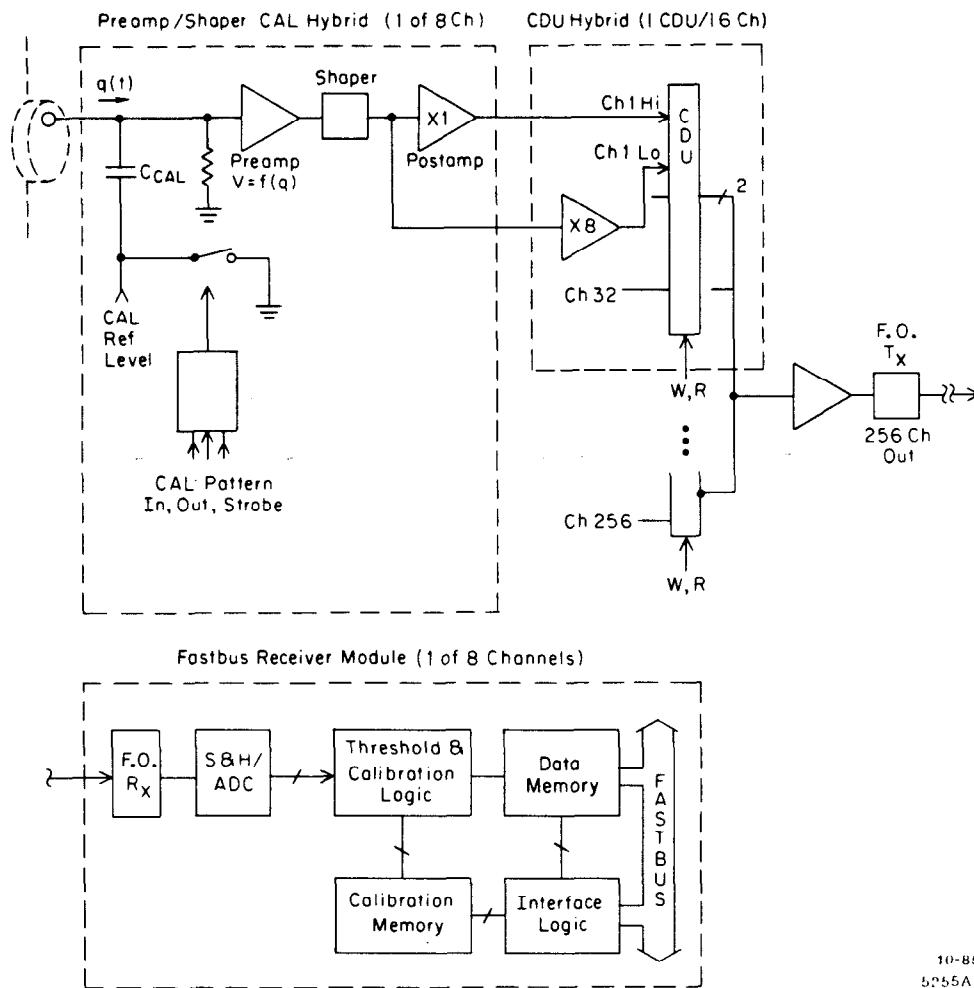 Preamp/Shaper CAL Hybrid (1 of 8 Ch)
CDU Hybrid (1 CDU/16 Ch)
q(t)
Shaper
X1
Preamp
V=f(q)
Postamp
CCAL
CAL
Ref
Level
CAL Pattern
In, Out, Strobe
Ch 1 Hi
Ch 1 Lo
CDU
2
X8
Ch 32
W, R
F.O.
Tx
256 Ch
Out
Ch 256
W, R
Fastbus Receiver Module (1 of 8 Channels)
F.O.
Rx
S & H/
ADC
Threshold &
Calibration
Logic
Data
Memory
Calibration
Memory
Interface
Logic
FASTBUS